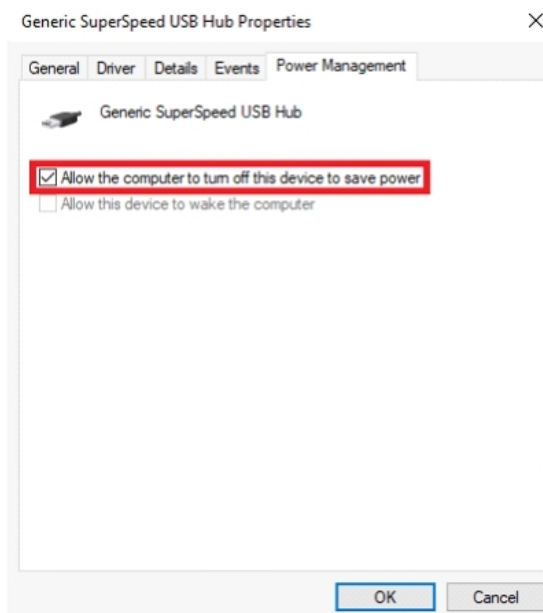 Generic SuperSpeed USB Hub Properties
General Driver Details Events Power Management
Generic SuperSpeed USB Hub
Allow the computer to turn off this device to save power
Allow this device to wake the computer
OK Cancel